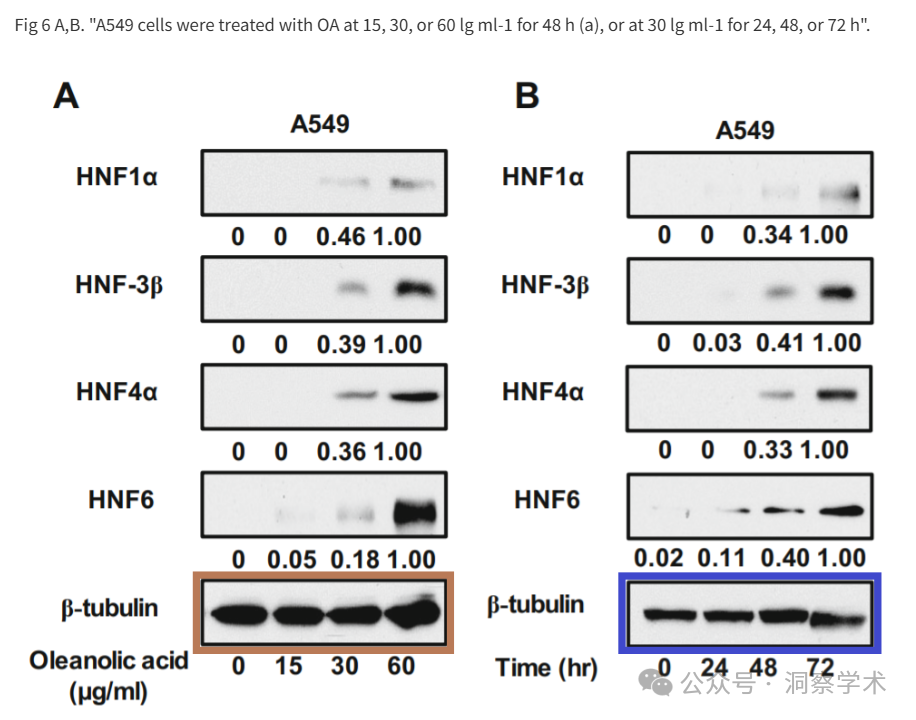 Fig 6 A,B. "A549 cells were treated with OA at 15, 30, or 60 lg ml-1 for 48 h (a), or at 30 lg ml-1 for 24, 48, or 72 h".
A
A549
HNF1α
0 0 0.46 1.00
HNF-3β
0 0 0.39 1.00
HNF4α
0 0 0.36 1.00
HNF6
0 0.05 0.18 1.00
β-tubulin
Oleanolic acid 0 15 30 60
(μg/ml)
B
A549
HNF1α
0 0 0.34 1.00
HNF-3β
0 0.03 0.41 1.00
HNF4α
0 0 0.33 1.00
HNF6
0.02 0.11 0.40 1.00
β-tubulin
Time (hr) 0 24 48 72
公众号 · 洞察学术